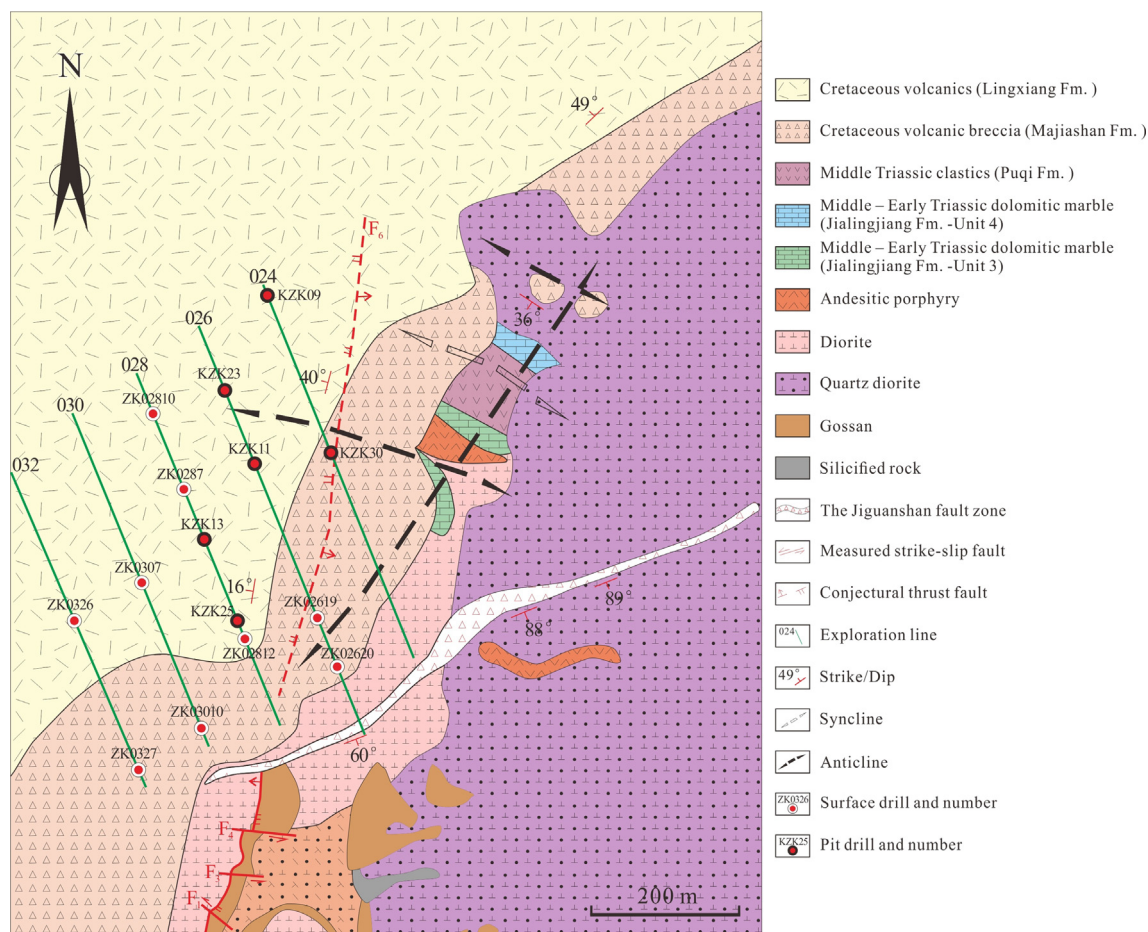 N
49°
F6
024
KZK09
36°
026
40°
028
KZK23
ZK02810
030
KZK11
KZK30
032
ZK0287
KZK13
ZK0307
16°
89°
ZK0326
KZK25
ZK02619
88°
ZK02812
ZK02620
ZK03010
60°
ZK0327
F4
200 m
Cretaceous volcanics (Lingxiang Fm. )
Cretaceous volcanic breccia (Majiashan Fm. )
Middle Triassic clastics (Puqi Fm. )
Middle – Early Triassic dolomitic marble
(Jialingjiang Fm. -Unit 4)
Middle – Early Triassic dolomitic marble
(Jialingjiang Fm. -Unit 3)
Andesitic porphyry
Diorite
Quartz diorite
Gossan
Silicified rock
The Jiguanshan fault zone
Measured strike-slip fault
Conjectural thrust fault
024
Exploration line
49°
Strike/Dip
Syncline
Anticline
ZK0326
Surface drill and number
KZK25
Pit drill and number